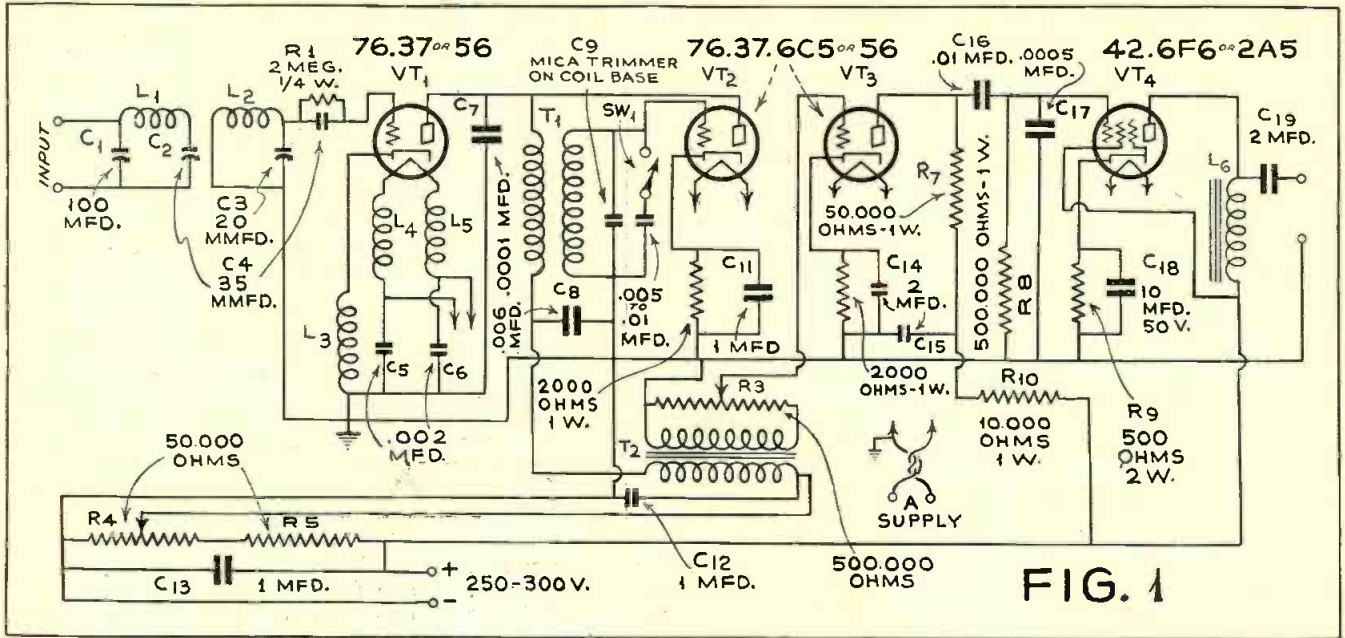 76.37 OR 56
VT1
R1
2 MEG.
1/4 W.
L1
L2
C1
C2
INPUT
100
MFD.
C3
20
MMFD.
C4
35
MMFD.
L4
L5
L3
C5
C6
.002
MFD.
C7
.0001 MFD.
.006
MFD.
C8
T1
C9
MICA TRIMMER
ON COIL BASE
SW1
.005
TO
.01
MFD.
76.37.6C5 OR 56
VT2
VT3
C11
1 MFD
2000
OHMS
1 W.
R3
T2
500.000
OHMS
C14
2
MFD.
C15
2000
OHMS-1W.
R7
50.000
OHMS-1W.
C16
.01 MFD.
.0005
MFD.
C17
500.000 OHMS-1W.
R8
R10
10.000
OHMS
1 W.
42.6F6 OR 2A5
VT4
C18
10
MFD.
50 V.
R9
500
OHMS
2 W.
L6
C19
2 MFD.
A
SUPPLY
50.000
OHMS
R4
R5
C13
1 MFD.
+
250-300 V.
-
C12
1 MFD.
FIG. 1